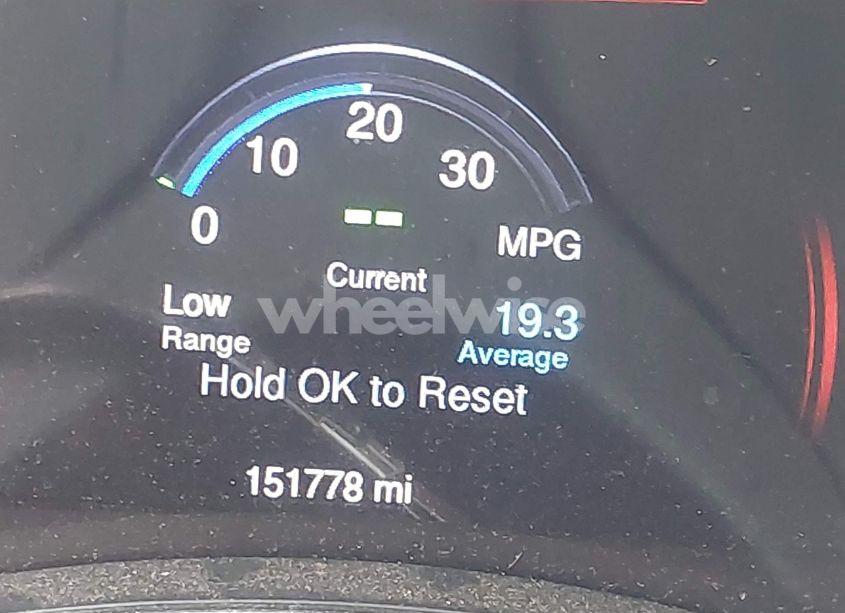 20
10
30
0
MPG
Current
Low
Range
19.3
Average
Hold OK to Reset
151778 mi
wheelwise